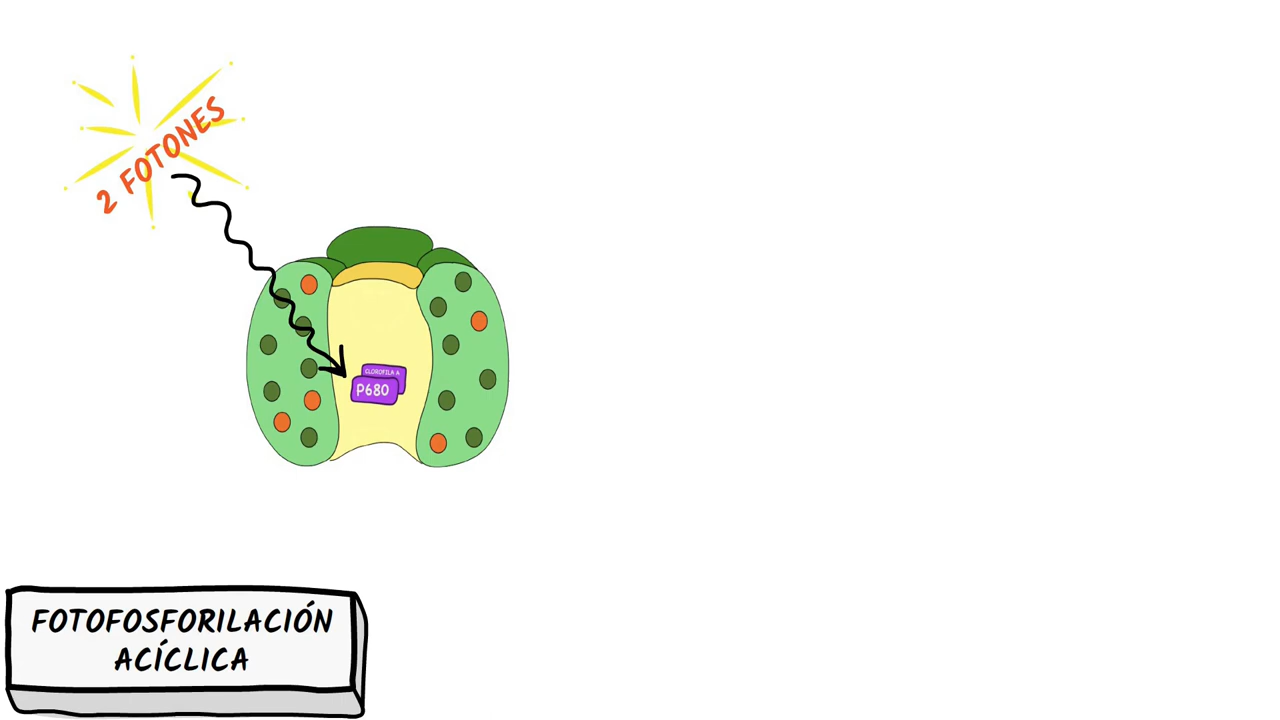 2 FOTONES
CLOROFILA A
P680
FOTOFOSFORILACIÓN
ACÍCLICA